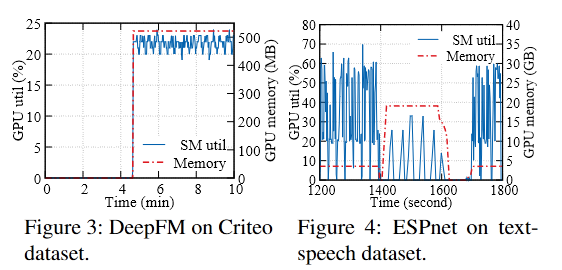 25
20
15
10
5
0
GPU util (%)
500
400
300
200
100
0
GPU memory (MB)
SM util
Memory
0 2 4 6 8 10
Time (min)
Figure 3: DeepFM on Criteo
dataset.
80
70
60
50
40
30
20
10
0
GPU util (%)
40
35
30
25
20
15
10
5
0
GPU memory (GB)
SM util
Memory
1200 1400 1600 1800
Time (second)
Figure 4: ESPnet on text-
speech dataset.